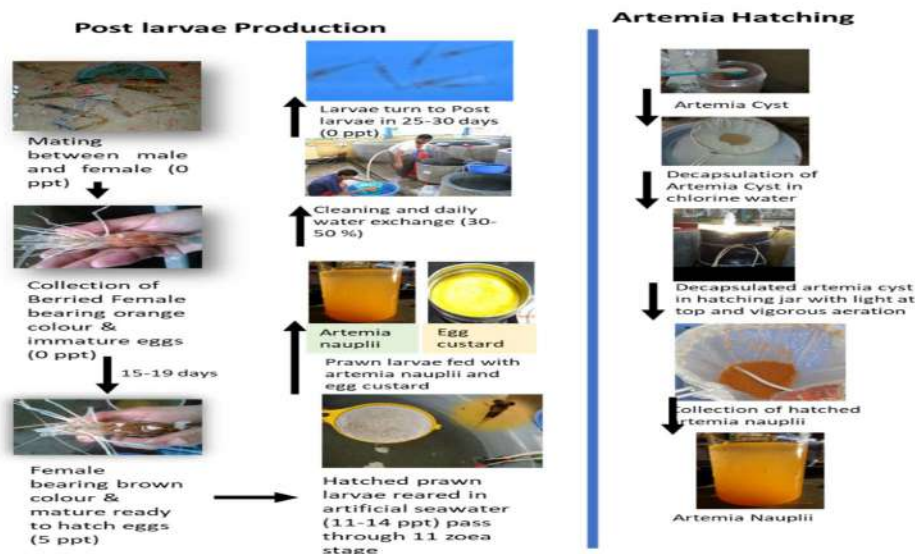 Post larvae Production
Mating
between male
and female (0
ppt)
Collection of
Berried Female
bearing orange
colour &
immature eggs
(0 ppt)
15-19 days
Female
bearing brown
colour &
mature ready
to hatch eggs
(5 ppt)
Hatched prawn
larvae reared in
artificial seawater
(11-14 ppt) pass
through 11 zoea
stage
Prawn larvae fed with
artemia nauplii and
egg custard
Artemia
nauplii
Egg
custard
Cleaning and daily
water exchange (30-
50 %)
Larvae turn to Post
larvae in 25-30 days
(0 ppt)
Artemia Hatching
Artemia Cyst
Decapsulation of
Artemia Cyst in
chlorine water
Decapsulated artemia cyst
in hatching jar with light at
top and vigorous aeration
Collection of hatched
artemia nauplii
Artemia Nauplii